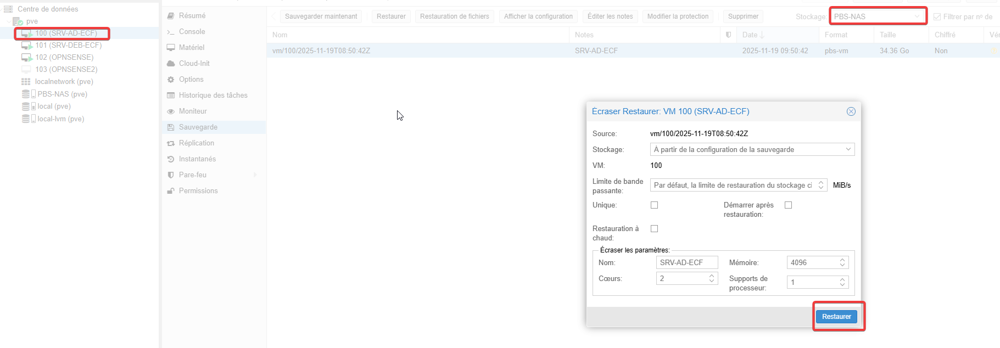 Centre de données
pve
100 (SRV-AD-ECF)
101 (SRV-DEB-ECF)
102 (OPNSENSE)
103 (OPNSENSE2)
localnetwork (pve)
PBS-NAS (pve)
local (pve)
local-lvm (pve)
Résumé
Console
Matériel
Cloud-Init
Options
Historique des tâches
Moniteur
Sauvegarde
Réplication
Instantanés
Pare-feu
Permissions
Sauvegarder maintenant Restaurer Restauration de fichiers Afficher la configuration Éditer les notes Modifier la protection Supprimer Stockage: PBS-NAS Filtrer par nº de
Nom Notes Date Format Taille Chiffré Vér
vm/100/2025-11-19T08:50:42Z SRV-AD-ECF 2025-11-19 09:50:42 pbs-vm 34.36 Go Non
Écraser Restaurer: VM 100 (SRV-AD-ECF)
Source: vm/100/2025-11-19T08:50:42Z
Stockage: À partir de la configuration de la sauvegarde
VM: 100
Limite de bande passante: Par défaut, la limite de restauration du stockage ci MiB/s
Unique: Démarrer après restauration:
Restauration à chaud:
Écraser les paramètres:
Nom: SRV-AD-ECF Mémoire: 4096
Cœurs: 2 Supports de processeur: 1
Restaurer